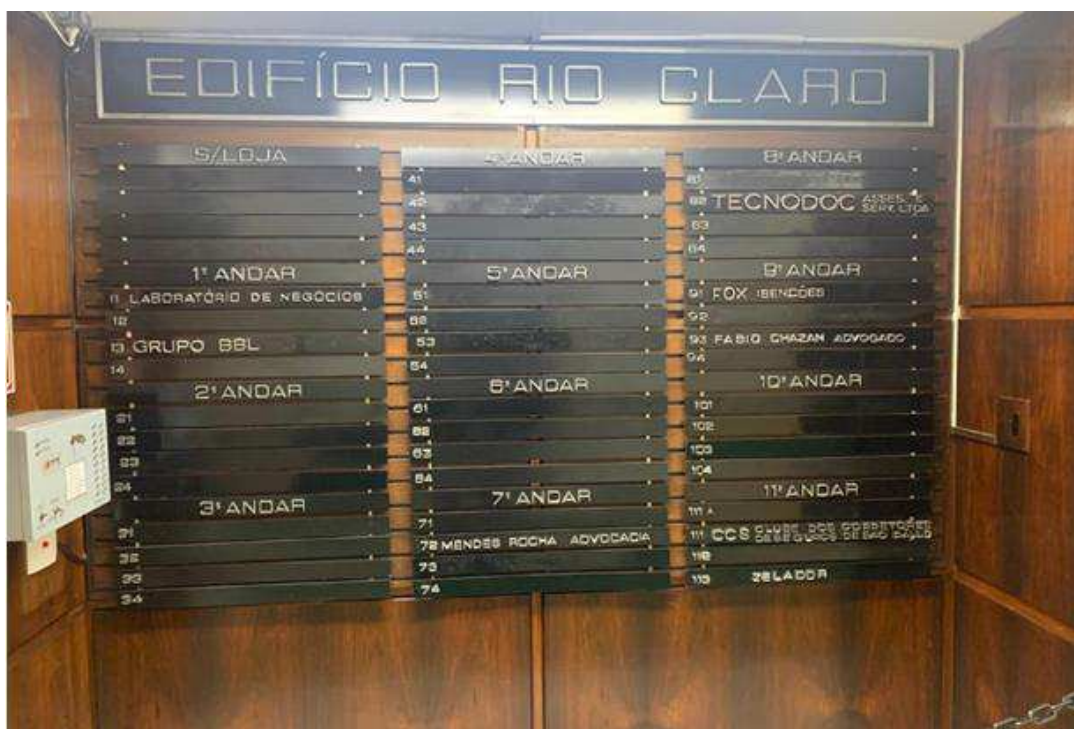 EDIFÍCIO RIO CLARO
S/LOJA
1º ANDAR
11 LABORATÓRIO DE NEGÓCIOS
12
13 GRUPO BBL
14
2º ANDAR
21
22
23
24
3º ANDAR
31
32
33
34
4º ANDAR
41
42
43
44
5º ANDAR
51
52
53
54
6º ANDAR
61
62
63
64
7º ANDAR
71
72 MENDES ROCHA ADVOCACIA
73
74
8º ANDAR
81
82 TECNODOC ASSES. E
SERV. LTDA
83
84
9º ANDAR
91 FOX ISENÇÕES
92
93 FABIO CHAZAN ADVOGADO
94
10º ANDAR
101
102
103
104
11º ANDAR
111 A
111 CCS CLUBE DOS CORRETORES
DE SEGUROS DE SÃO PAULO
112
113 ZELADOR